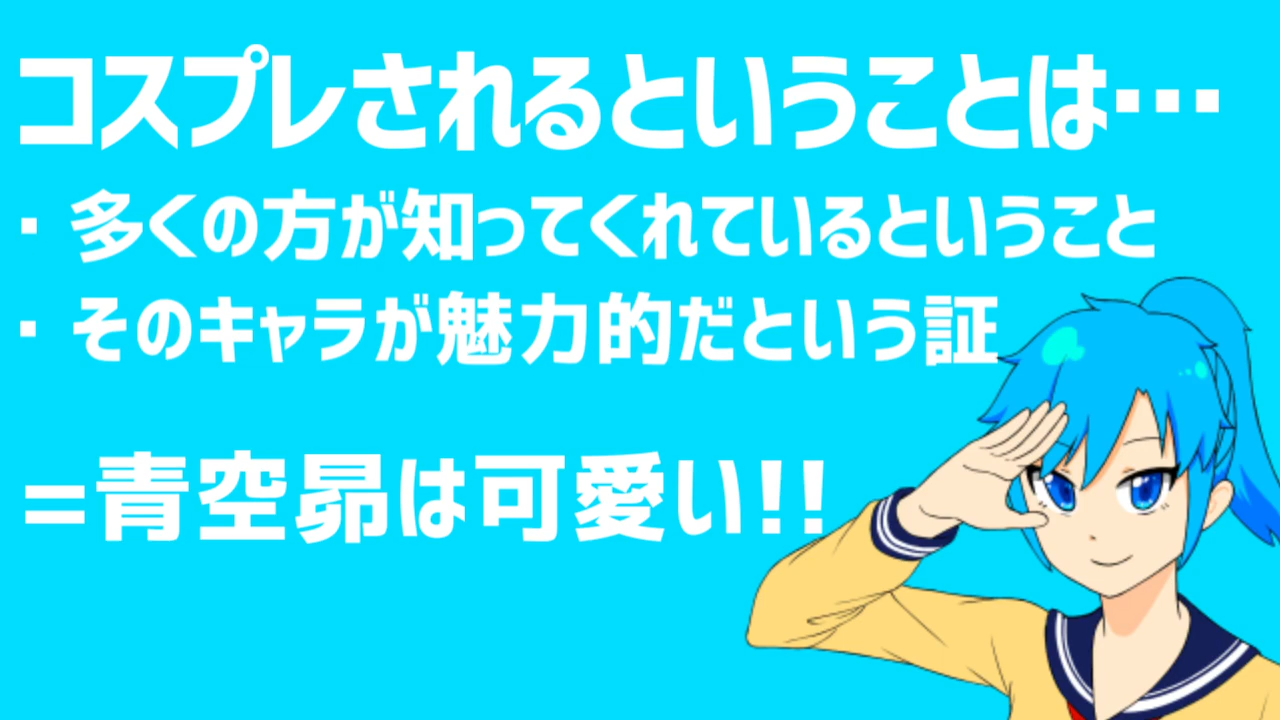 コスプレされるということは…
・多くの方が知ってくれているということ
・そのキャラが魅力的だという証
=青空昴は可愛い!!